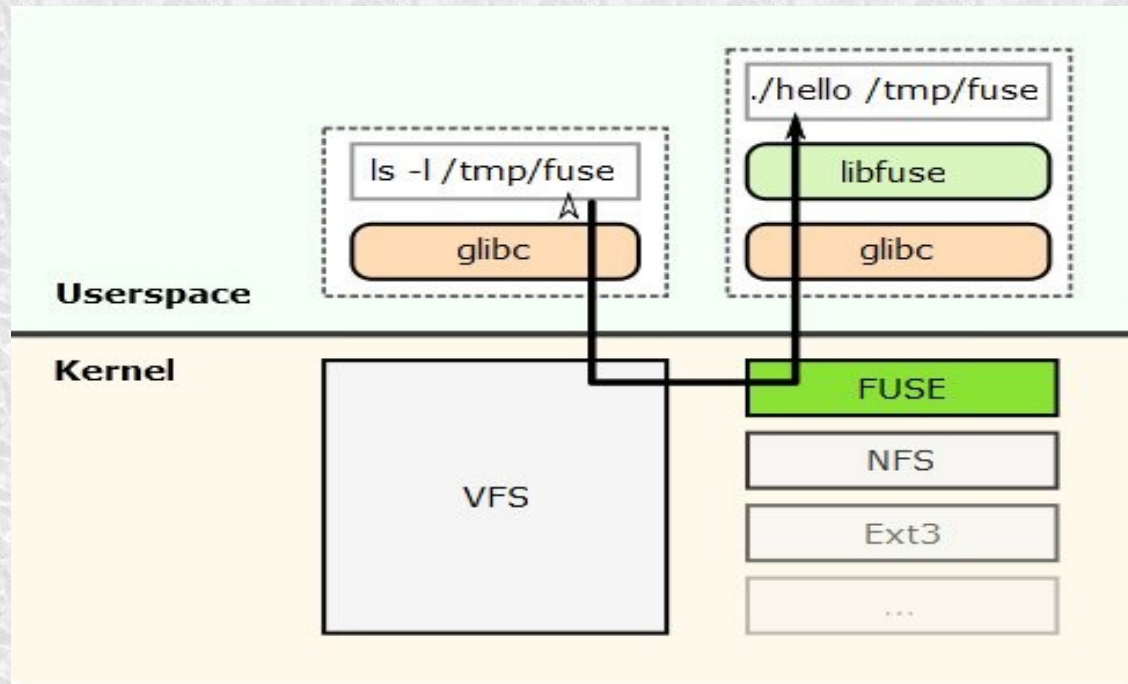 ./hello /tmp/fuse
ls -l /tmp/fuse
libfuse
glibc
glibc
Userspace
Kernel
FUSE
NFS
VFS
Ext3
...